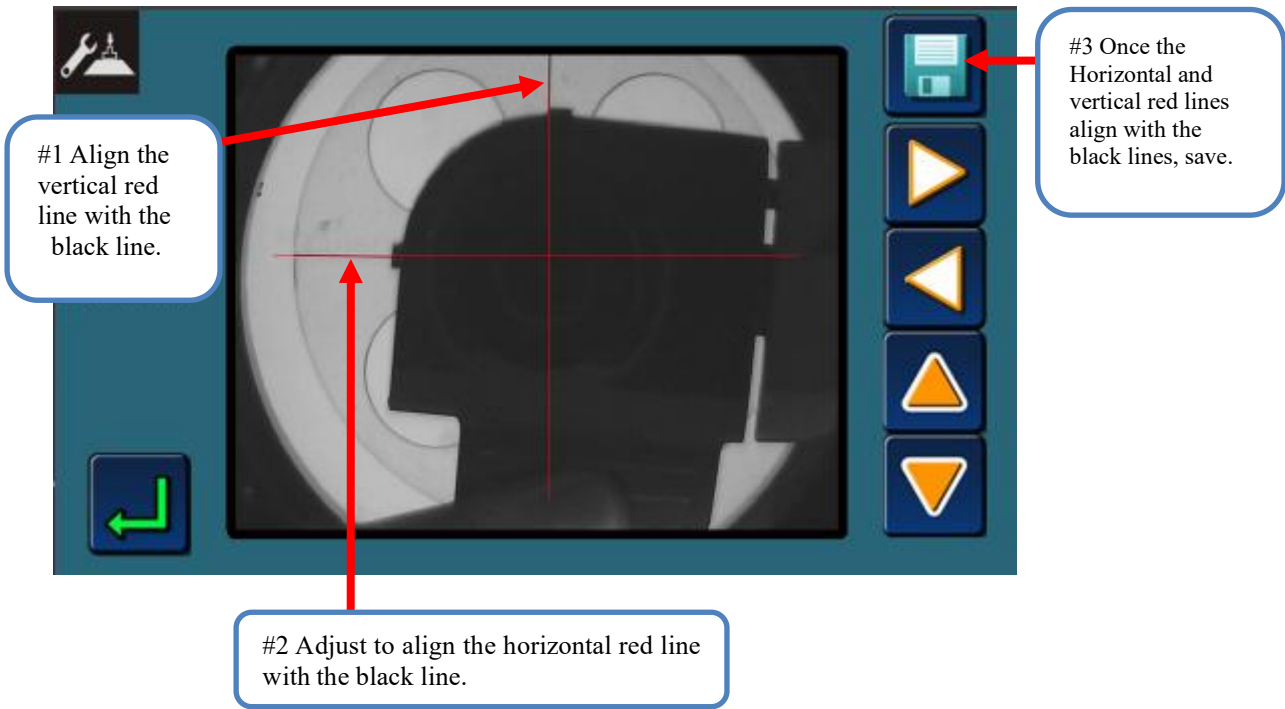 #1 Align the
vertical red
line with the
black line.
#2 Adjust to align the horizontal red line
with the black line.
#3 Once the
Horizontal and
vertical red lines
align with the
black lines, save.